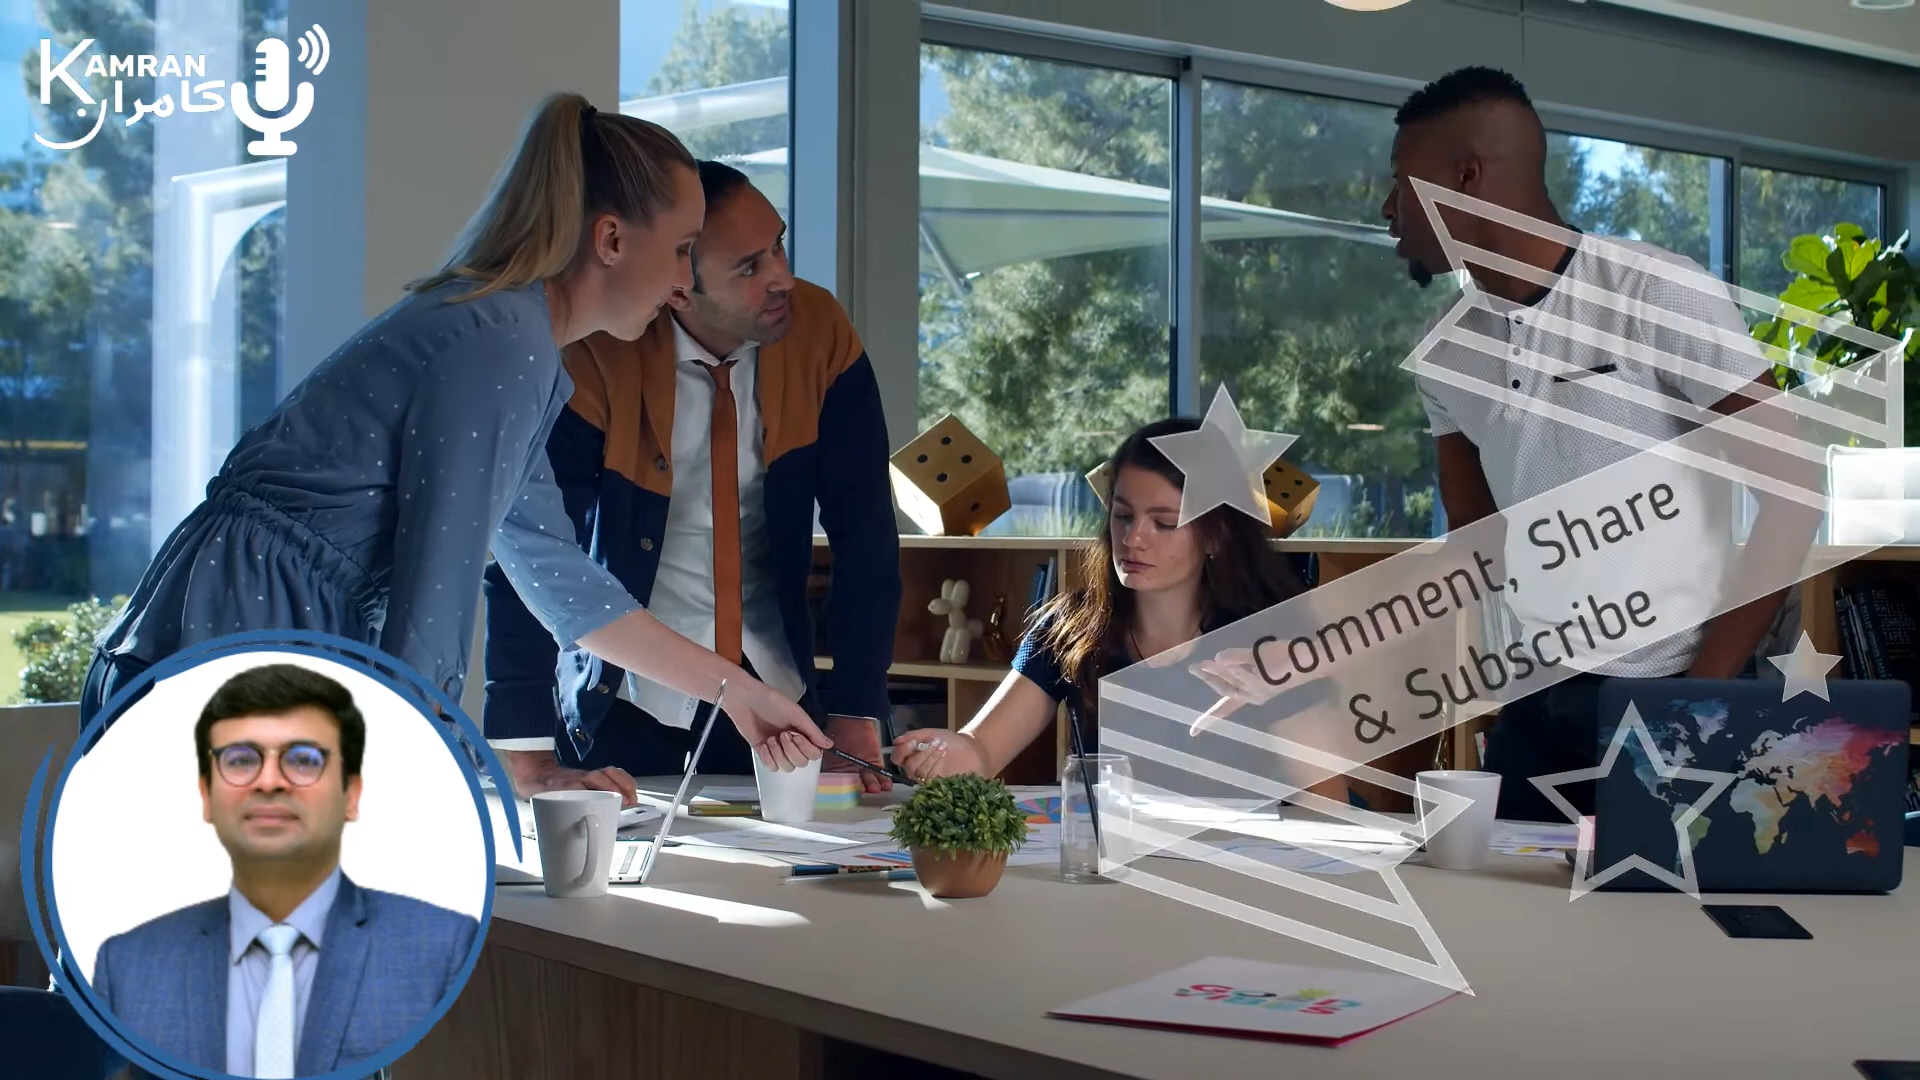 KAMRAN
کامران
Comment, Share
& Subscribe